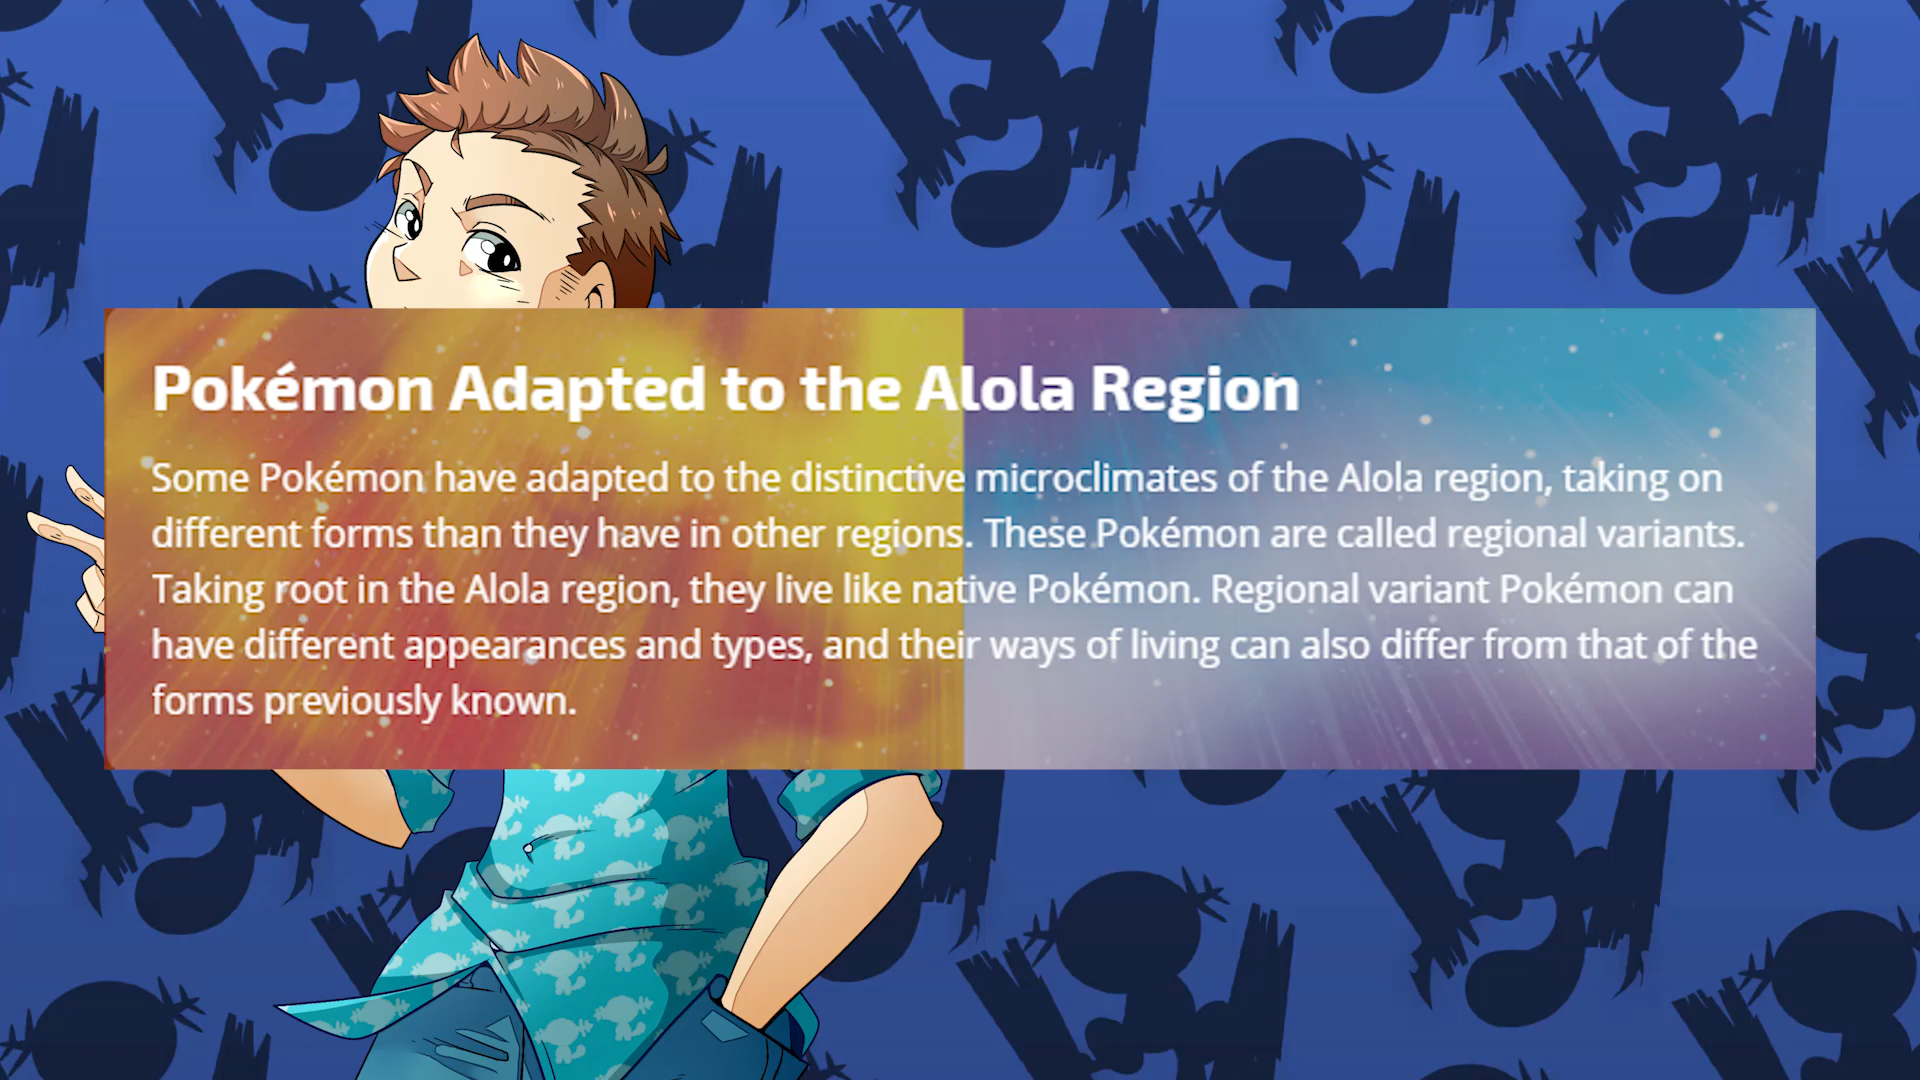 Pokémon Adapted to the Alola Region
Some Pokémon have adapted to the distinctive microclimates of the Alola region, taking on
different forms than they have in other regions. These Pokémon are called regional variants.
Taking root in the Alola region, they live like native Pokémon. Regional variant Pokémon can
have different appearances and types, and their ways of living can also differ from that of the
forms previously known.